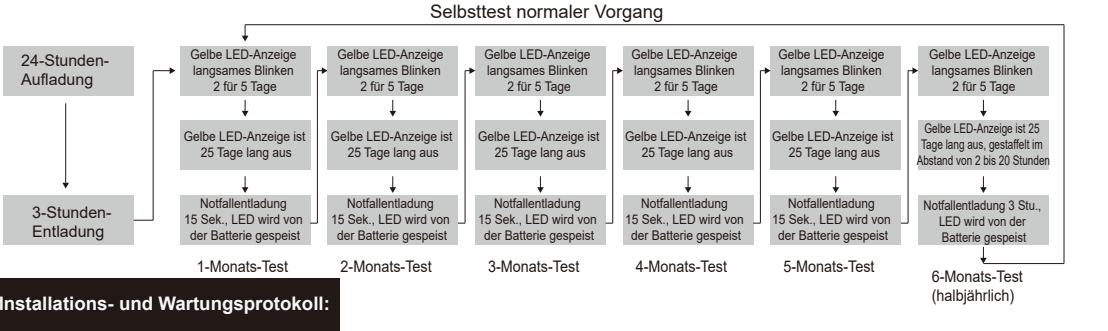 Selbsttest normaler Vorgang
24-Stunden-
Aufladung
3-Stunden-
Entladung
Gelbe LED-Anzeige
langsames Blinken
2 für 5 Tage
Gelbe LED-Anzeige ist
25 Tage lang aus
Notfallentladung
15 Sek., LED wird von
der Batterie gespeist
1-Monats-Test
Gelbe LED-Anzeige
langsames Blinken
2 für 5 Tage
Gelbe LED-Anzeige ist
25 Tage lang aus
Notfallentladung
15 Sek., LED wird von
der Batterie gespeist
2-Monats-Test
Gelbe LED-Anzeige
langsames Blinken
2 für 5 Tage
Gelbe LED-Anzeige ist
25 Tage lang aus
Notfallentladung
15 Sek., LED wird von
der Batterie gespeist
3-Monats-Test
Gelbe LED-Anzeige
langsames Blinken
2 für 5 Tage
Gelbe LED-Anzeige ist
25 Tage lang aus
Notfallentladung
15 Sek., LED wird von
der Batterie gespeist
4-Monats-Test
Gelbe LED-Anzeige
langsames Blinken
2 für 5 Tage
Gelbe LED-Anzeige ist
25 Tage lang aus
Notfallentladung
15 Sek., LED wird von
der Batterie gespeist
5-Monats-Test
Gelbe LED-Anzeige
langsames Blinken
2 für 5 Tage
Gelbe LED-Anzeige ist 25
Tage lang aus, gestaffelt im
Abstand von 2 bis 20 Stunden
Notfallentladung 3 Stu.,
LED wird von der
Batterie gespeist
6-Monats-Test
(halbjährlich)
Installations- und Wartungsprotokoll: